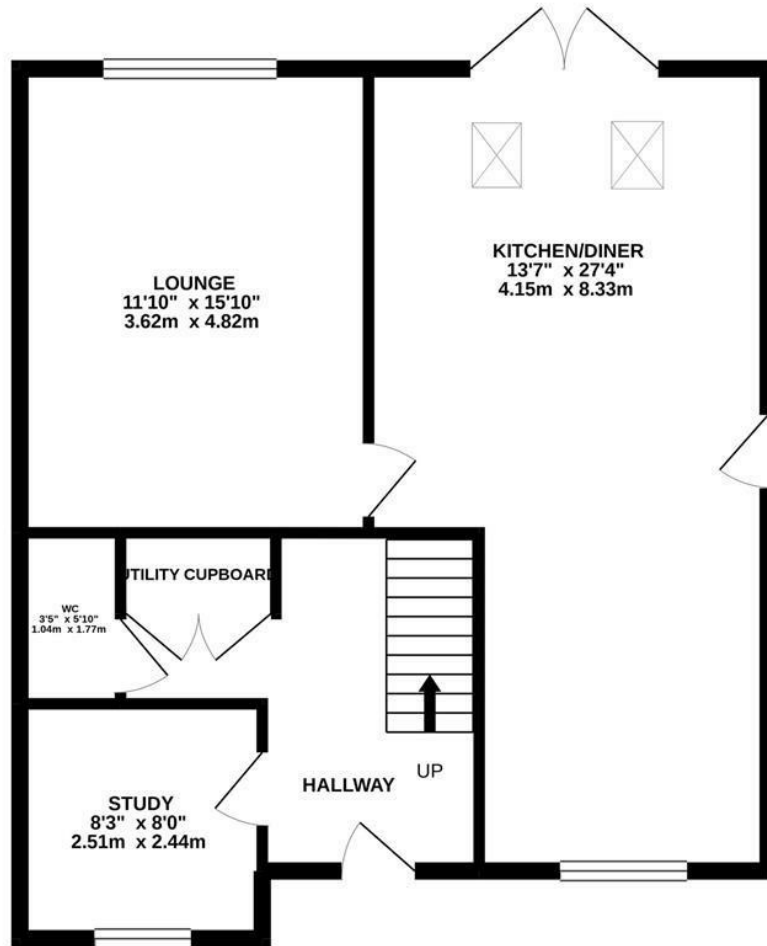 KITCHEN/DINER
13'7" x 27'4"
4.15m x 8.33m
LOUNGE
11'10" x 15'10"
3.62m x 4.82m
UTILITY CUPBOARD
WC
3'5" x 5'10"
1.04m x 1.77m
UP
HALLWAY
STUDY
8'3" x 8'0"
2.51m x 2.44m